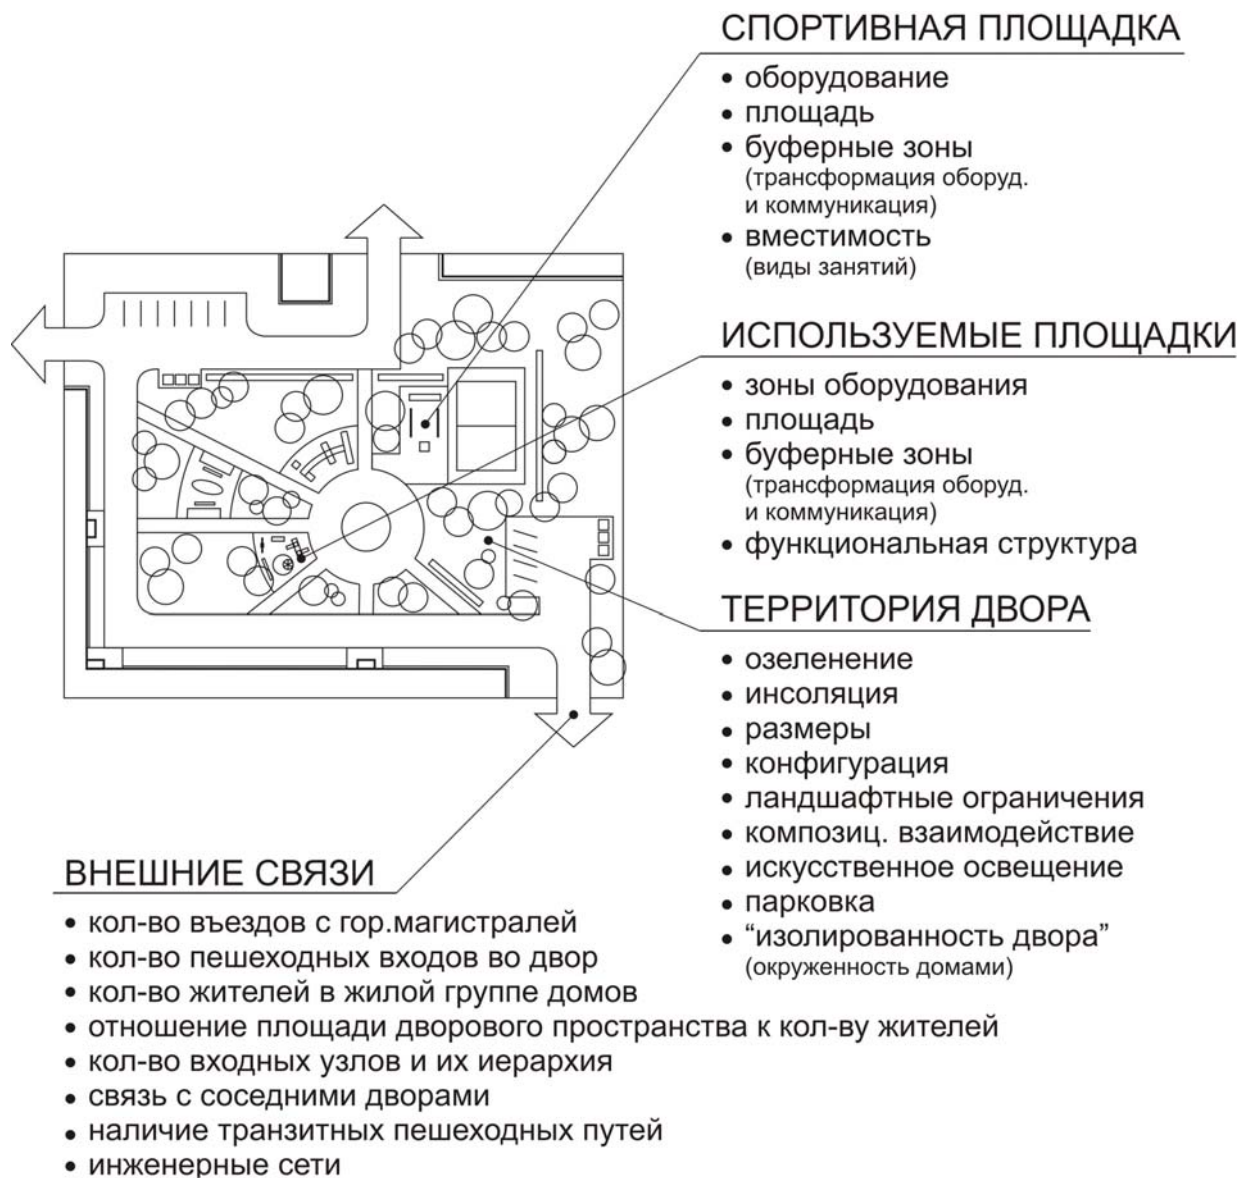 СПОРТИВНАЯ ПЛОЩАДКА
• оборудование
• площадь
• буферные зоны
(трансформация оборуд.
и коммуникация)
• вместимость
(виды занятий)
ИСПОЛЬЗУЕМЫЕ ПЛОЩАДКИ
• зоны оборудования
• площадь
• буферные зоны
(трансформация оборуд.
и коммуникация)
• функциональная структура
ТЕРРИТОРИЯ ДВОРА
• озеленение
• инсоляция
• размеры
• конфигурация
• ландшафтные ограничения
• композиц. взаимодействие
• искусственное освещение
• парковка
• “изолированность двора”
(окруженность домами)
ВНЕШНИЕ СВЯЗИ
• кол-во въездов с гор.магистралей
• кол-во пешеходных входов во двор
• кол-во жителей в жилой группе домов
• отношение площади дворового пространства к кол-ву жителей
• кол-во входных узлов и их иерархия
• связь с соседними дворами
• наличие транзитных пешеходных путей
• инженерные сети